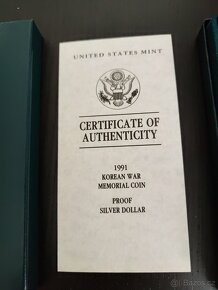 UNITED STATES MINT
CERTIFICATE OF
AUTHENTICITY
1991
KOREAN WAR
MEMORIAL COIN
PROOF
SILVER DOLLAR